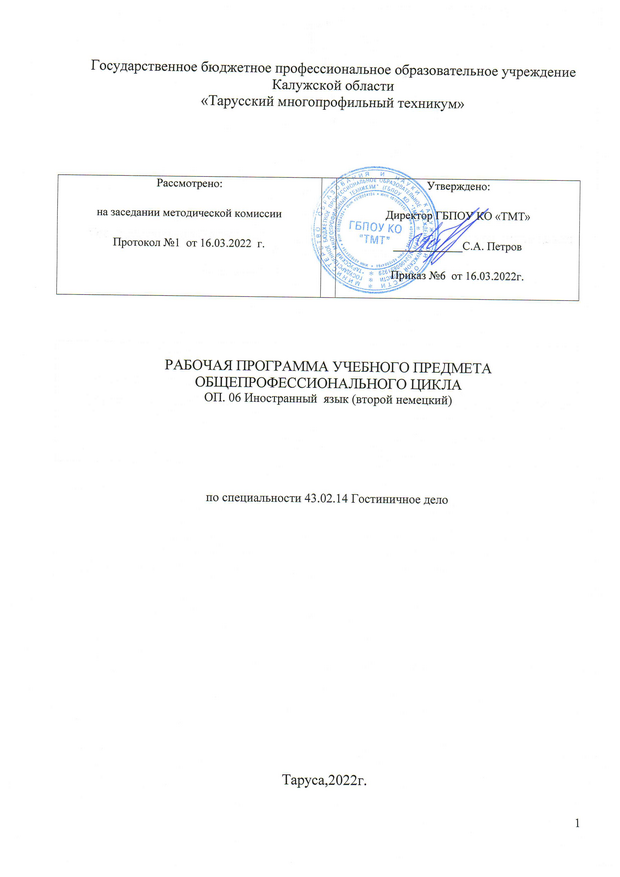 Государственное бюджетное профессиональное образовательное учреждение
Калужской области
«Тарусский многопрофильный техникум»
Рассмотрено:
на заседании методической комиссии
Протокол №1 от 16.03.2022 г.
Утверждено:
Директор ГБПОУ КО «ТМТ»
____________С.А. Петров
Приказ №6 от 16.03.2022г.
ГБПОУ КО
"ТМТ"
РАБОЧАЯ ПРОГРАММА УЧЕБНОГО ПРЕДМЕТА
ОБЩЕПРОФЕССИОНАЛЬНОГО ЦИКЛА
ОП. 06 Иностранный язык (второй немецкий)
по специальности 43.02.14 Гостиничное дело
Таруса,2022г.
1